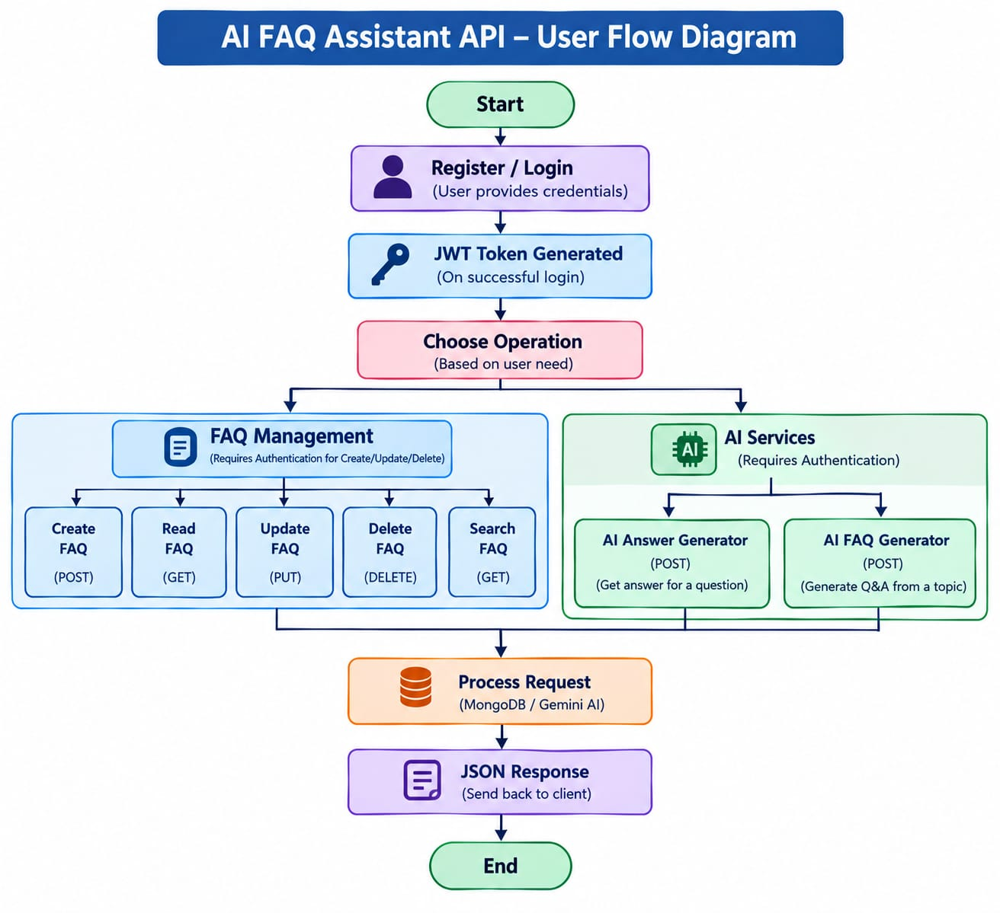 AI FAQ Assistant API – User Flow Diagram
Start
Register / Login
(User provides credentials)
JWT Token Generated
(On successful login)
Choose Operation
(Based on user need)
FAQ Management
(Requires Authentication for Create/Update/Delete)
Create
FAQ
(POST)
Read
FAQ
(GET)
Update
FAQ
(PUT)
Delete
FAQ
(DELETE)
Search
FAQ
(GET)
AI
AI Services
(Requires Authentication)
AI Answer Generator
(POST)
(Get answer for a question)
AI FAQ Generator
(POST)
(Generate Q&A from a topic)
Process Request
(MongoDB / Gemini AI)
JSON Response
(Send back to client)
End